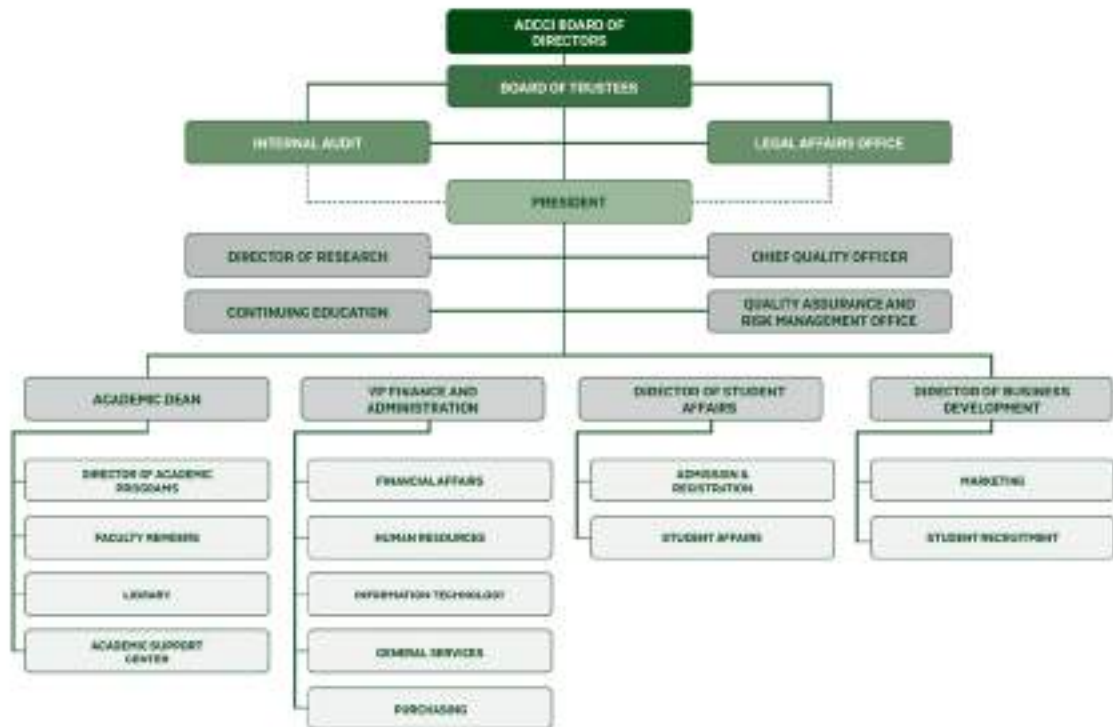 ADCCI BOARD OF
DIRECTORS
BOARD OF TRUSTEES
INTERNAL AUDIT
LEGAL AFFAIRS OFFICE
PRESIDENT
DIRECTOR OF RESEARCH
CHIEF QUALITY OFFICER
CONTINUING EDUCATION
QUALITY ASSURANCE AND
RISK MANAGEMENT OFFICE
ACADEMIC DEAN
VP FINANCE AND
ADMINISTRATION
DIRECTOR OF STUDENT
AFFAIRS
DIRECTOR OF BUSINESS
DEVELOPMENT
DIRECTOR OF ACADEMIC
PROGRAMS
FINANCIAL AFFAIRS
ADMISSION &
REGISTRATION
MARKETING
FACULTY MEMBERS
HUMAN RESOURCES
STUDENT AFFAIRS
STUDENT RECRUITMENT
LIBRARY
INFORMATION TECHNOLOGY
ACADEMIC SUPPORT
CENTER
GENERAL SERVICES
PURCHASING